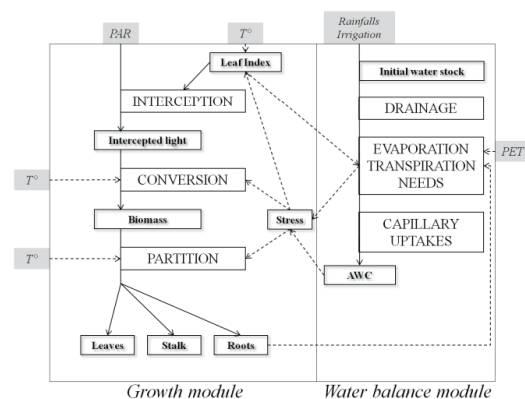 PAR
T°
Rainfalls
Irrigation
Leaf Index
Initial water stock
INTERCEPTION
DRAINAGE
Intercepted light
EVAPORATION
TRANSPIRATION
NEEDS
PET
T°
CONVERSION
Biomass
Stress
CAPILLARY
UPTAKES
T°
PARTITION
AWC
Leaves
Stalk
Roots
Growth module
Water balance module